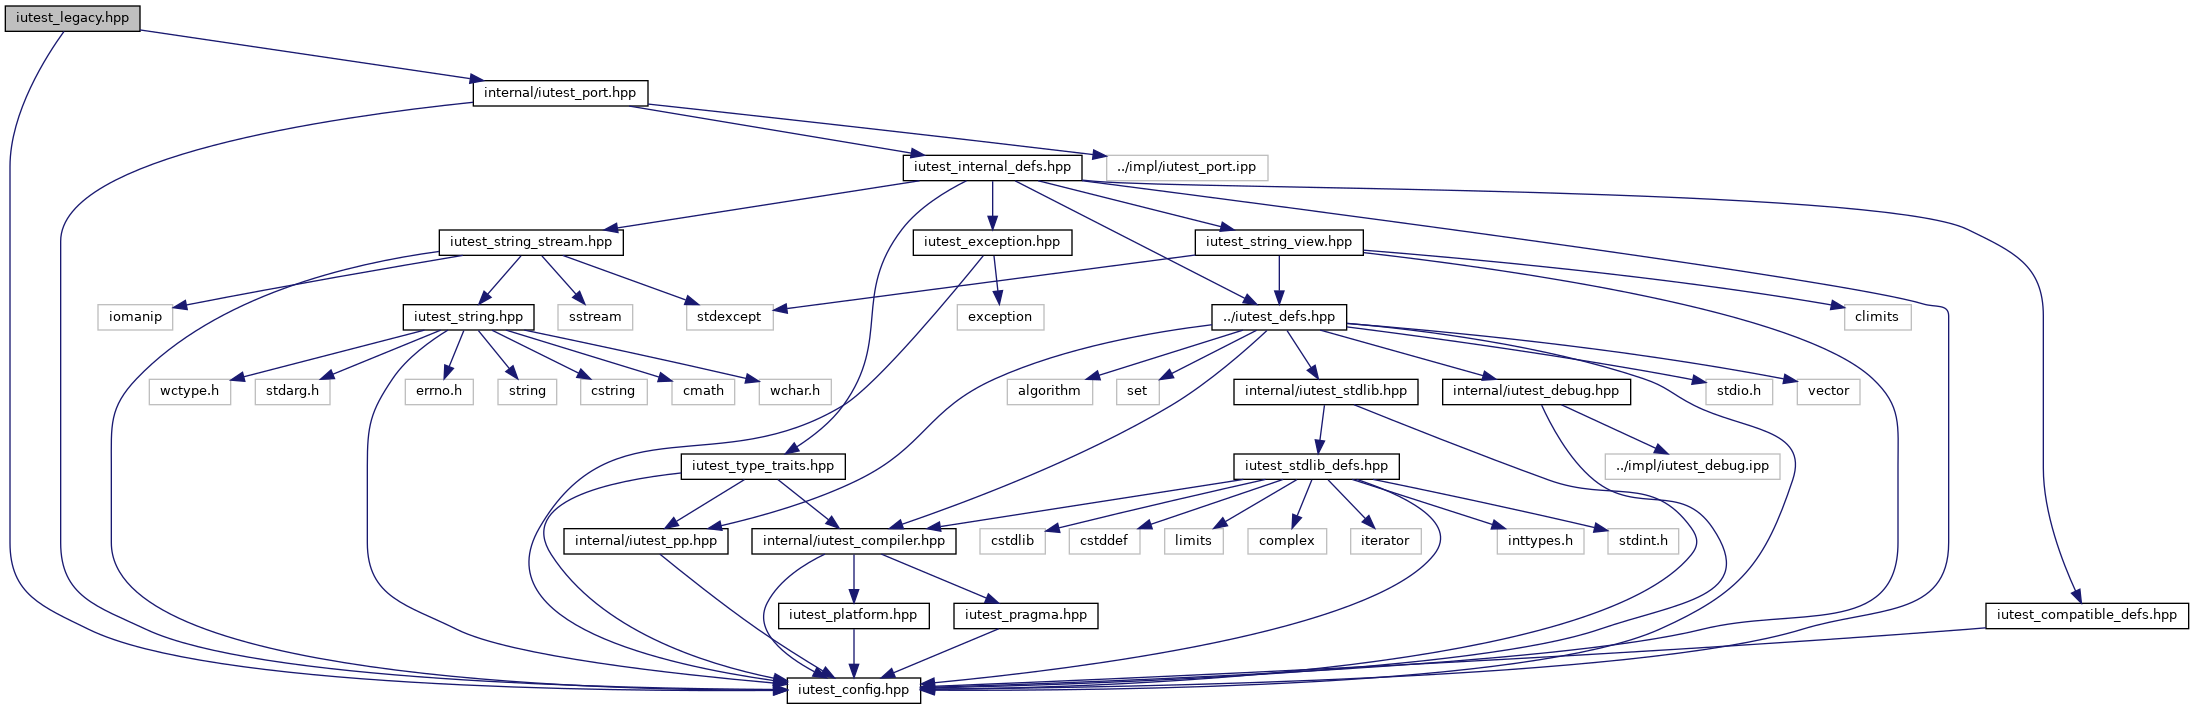 iutest_legacy.hpp
internal/iutest_port.hpp
iutest_internal_defs.hpp
../impl/iutest_port.ipp
iutest_string_stream.hpp
iutest_exception.hpp
iutest_string_view.hpp
iomanip
iutest_string.hpp
sstream
stdexcept
exception
../iutest_defs.hpp
climits
wctype.h
stdarg.h
errno.h
string
cstring
cmath
wchar.h
algorithm
set
internal/iutest_stdlib.hpp
internal/iutest_debug.hpp
stdio.h
vector
iutest_type_traits.hpp
iutest_stdlib_defs.hpp
../impl/iutest_debug.ipp
internal/iutest_pp.hpp
internal/iutest_compiler.hpp
cstdlib
cstddef
limits
complex
iterator
inttypes.h
stdint.h
iutest_platform.hpp
iutest_pragma.hpp
iutest_compatible_defs.hpp
iutest_config.hpp